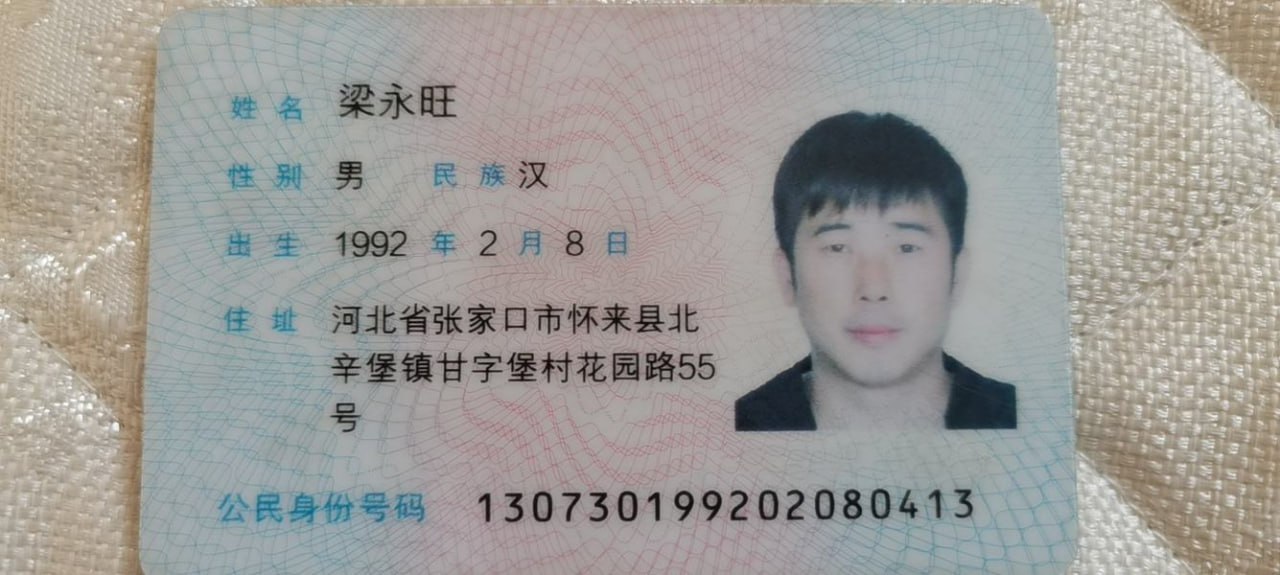 姓名 梁永旺
性别 男 民族 汉
出生 1992 年 2 月 8 日
住址 河北省张家口市怀来县北
辛堡镇甘字堡村花园路55
号
公民身份号码 130730199202080413